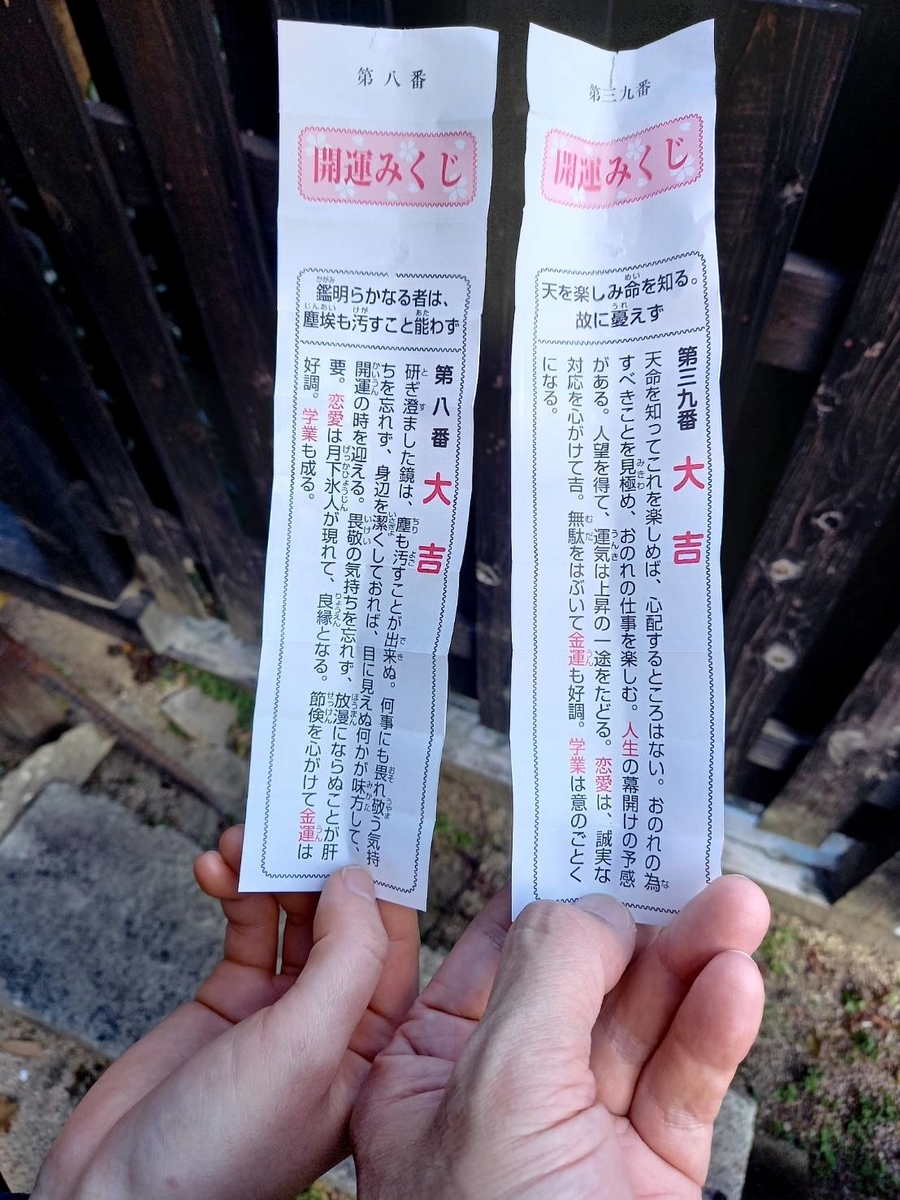 第八番
開運みくじ
鑑明らかなる者は、
塵埃も汚すこと能わず
第八番 大吉
研ぎ澄ました鏡は、塵も汚すことが出来ぬ。何事にも畏れ敬う気持
ちを忘れず、身辺を潔くしておれば、目に見えぬ何かが味方して、
開運の時を迎える。畏敬の気持ちを忘れず、放漫にならぬことが肝
要。恋愛は月下氷人が現れて、良縁となる。節倹を心がけて金運は
好調。学業も成る。
第三九番
開運みくじ
天を楽しみ命を知る。
故に憂えず
第三九番 大吉
天命を知ってこれを楽しめば、心配するところはない。おのれの為
すべきことを見極め、おのれの仕事を楽しむ。人生の幕開けの予感
がある。人望を得て、運気は上昇の一途をたどる。恋愛は、誠実な
対応を心がけて吉。無駄をはぶいて金運も好調。学業は意のごとく
になる。